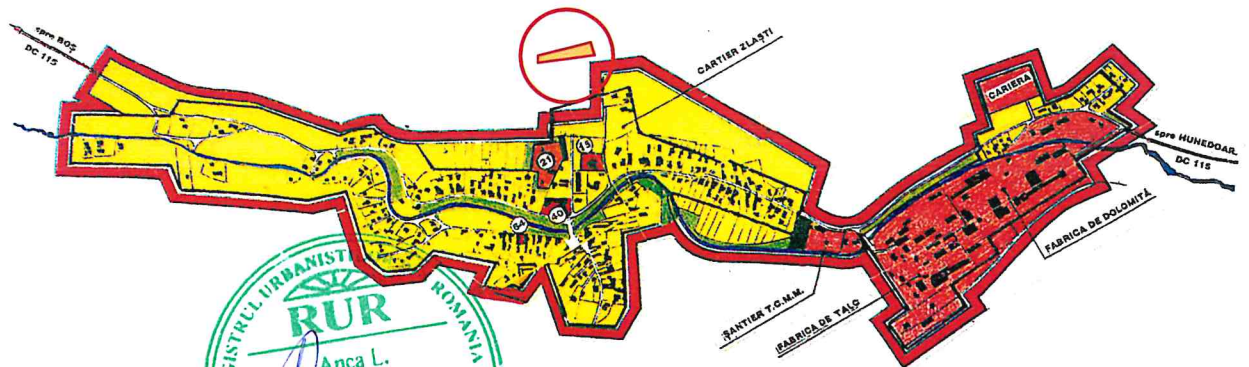 spre BOȘ
DC 115
CARTIER ZLAȘTI
CARIERA
spre HUNEDOAR.
DC 115
21
15
40
64
FABRICA DE DOLOMITĂ
ȘANTIER T.C.M.M.
FABRICA DE TALC
ROMANIA
RUR
Anca L.